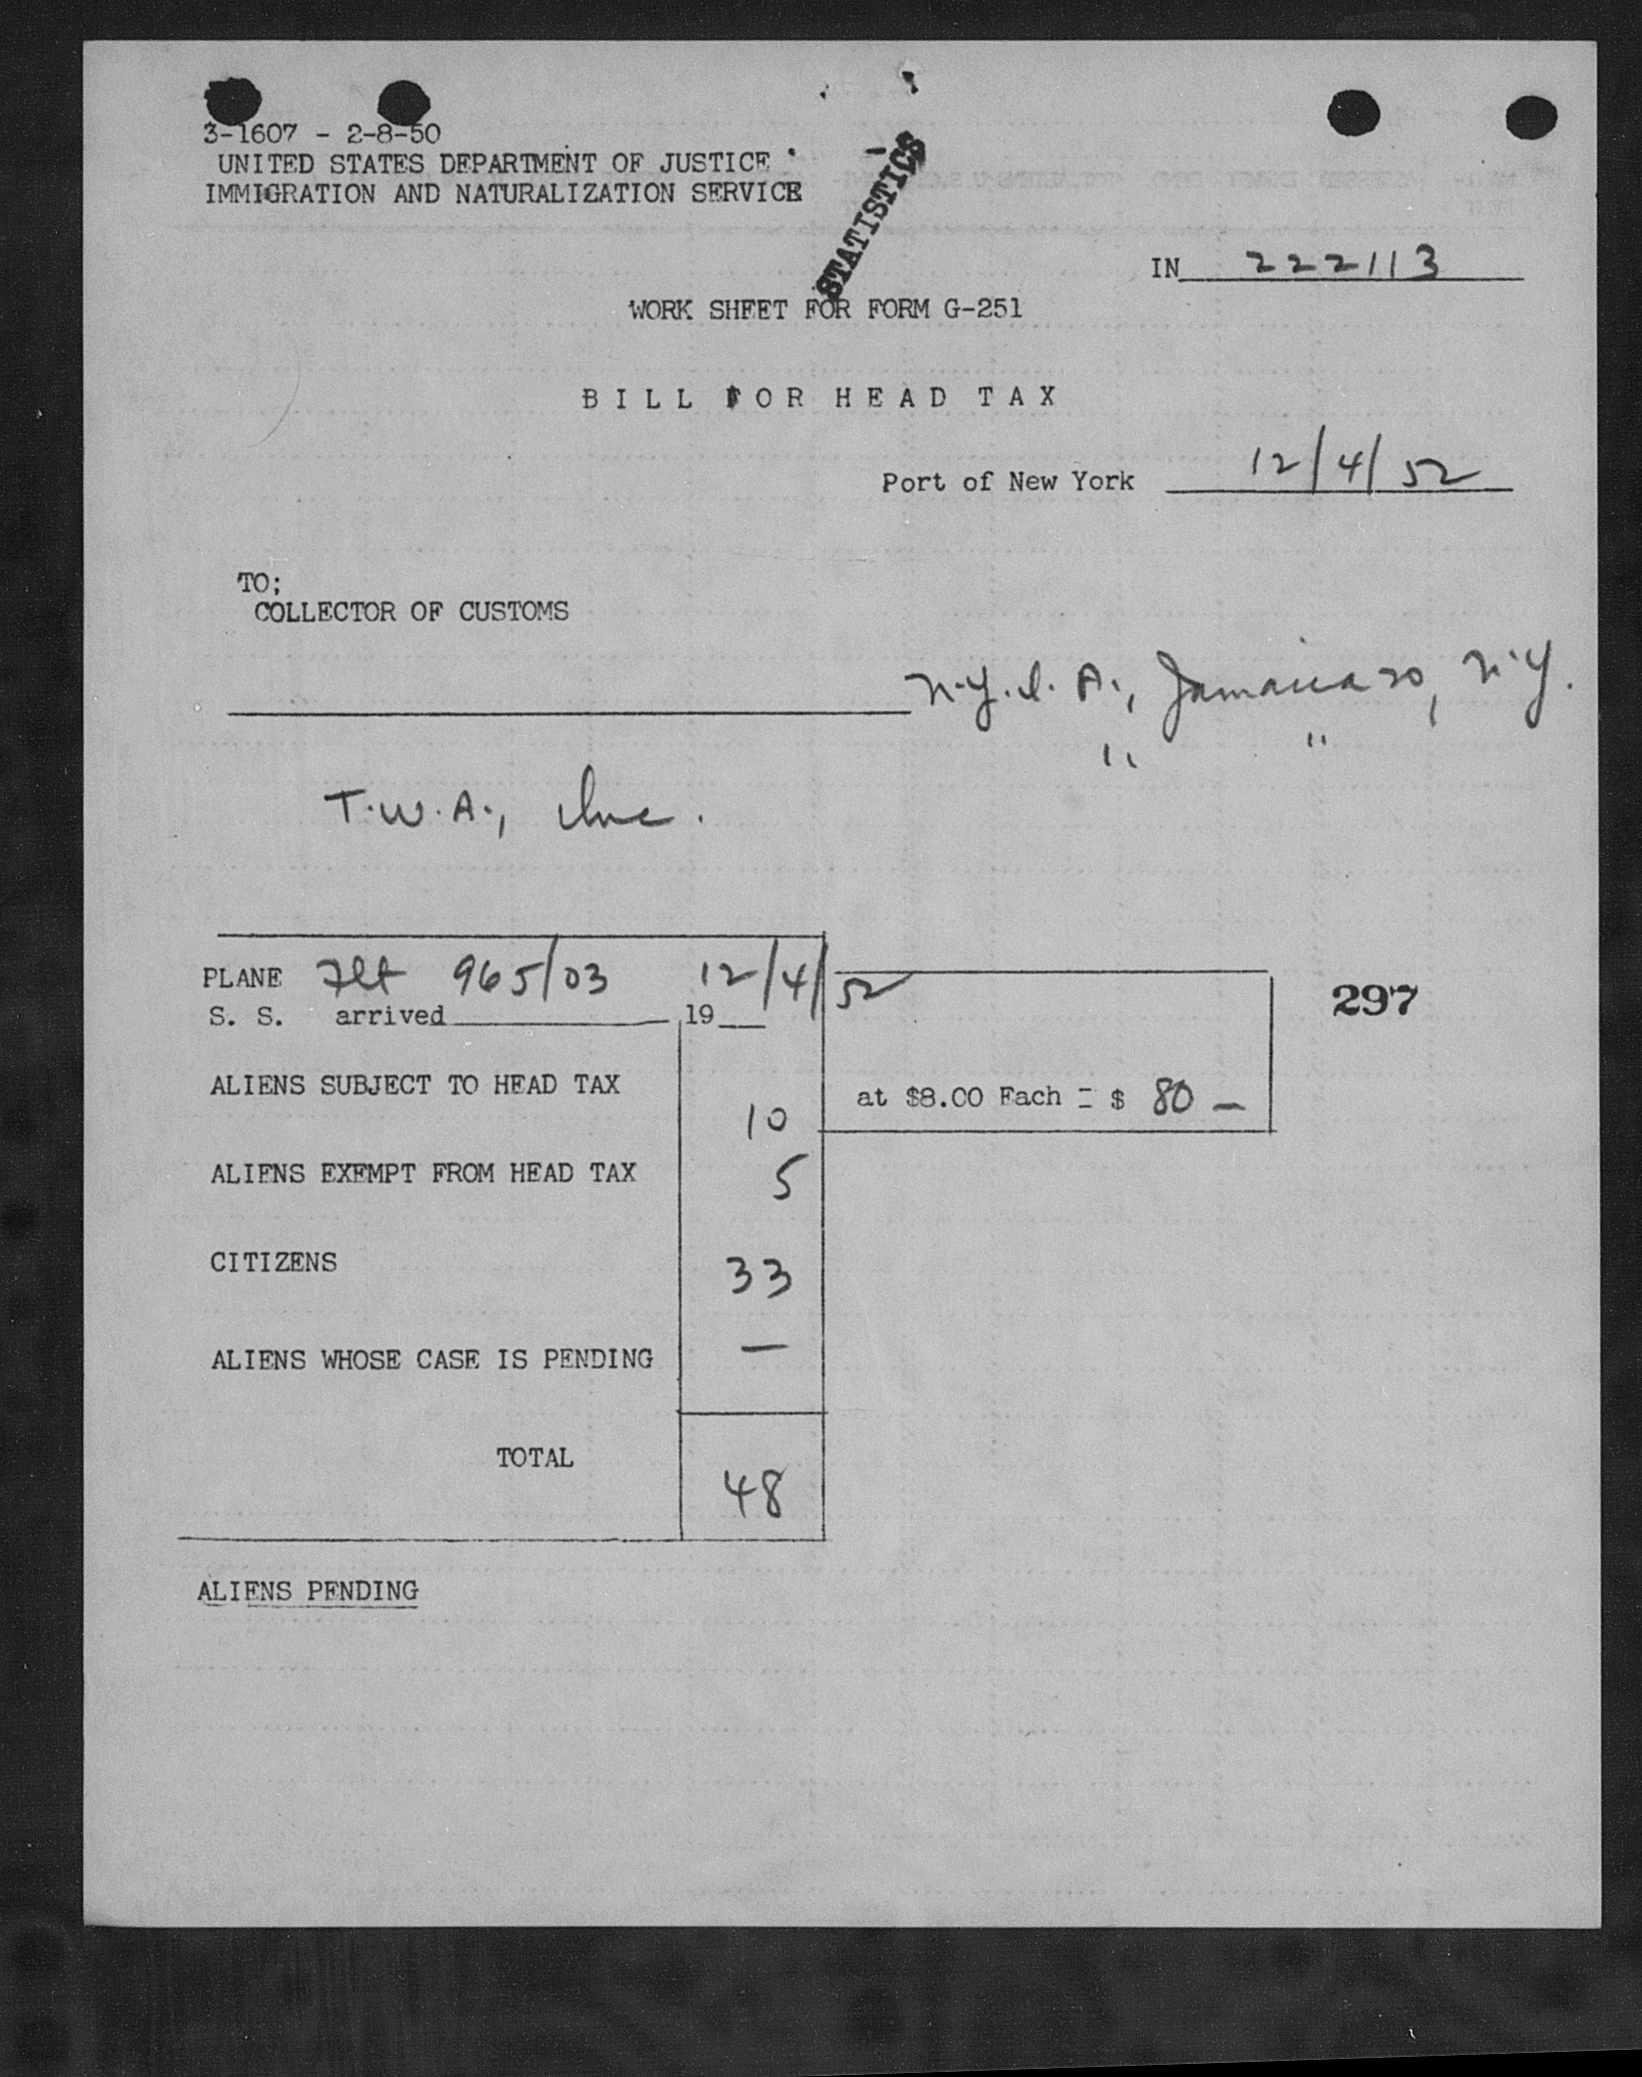 3-1607 - 2-8-50
UNITED STATES DEPARTMENT OF JUSTICE
IMMIGRATION AND NATURALIZATION SERVICE
STATISTICS
IN 222113
WORK SHEET FOR FORM G-251
BILL FOR HEAD TAX
Port of New York 12/4/52
TO;
COLLECTOR OF CUSTOMS
N.Y.I.A., Jamaica 20, N.Y.
" "
T.W.A., Inc.
PLANE Flt 965/03 12/4/52
S. S. arrived , 19
297
ALIENS SUBJECT TO HEAD TAX 10 at $8.00 Each = $ 80 —
ALIENS EXEMPT FROM HEAD TAX 5
CITIZENS 33
ALIENS WHOSE CASE IS PENDING —
TOTAL 48
ALIENS PENDING